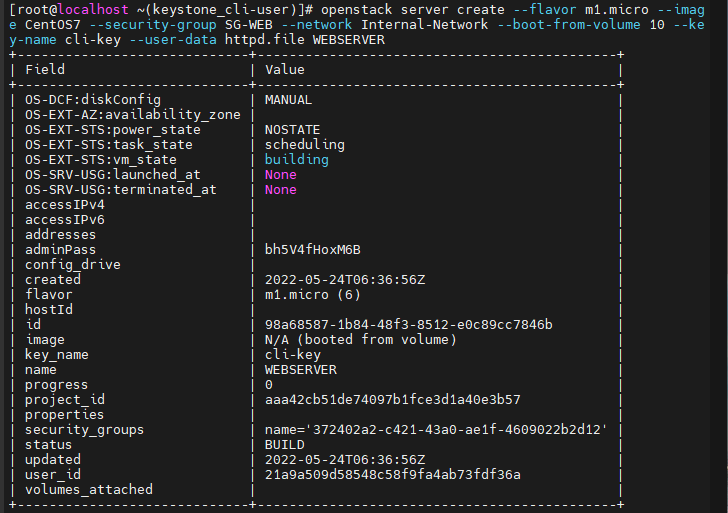 [root@localhost ~(keystone_cli-user)]# openstack server create --flavor m1.micro --imag
e CentOS7 --security-group SG-WEB --network Internal-Network --boot-from-volume 10 --ke
y-name cli-key --user-data httpd.file WEBSERVER
+-----------------------------+---------------------------------------------+
| Field                       | Value                                       |
+-----------------------------+---------------------------------------------+
| OS-DCF:diskConfig           | MANUAL                                      |
| OS-EXT-AZ:availability_zone |                                             |
| OS-EXT-STS:power_state      | NOSTATE                                     |
| OS-EXT-STS:task_state       | scheduling                                  |
| OS-EXT-STS:vm_state         | building                                    |
| OS-SRV-USG:launched_at      | None                                        |
| OS-SRV-USG:terminated_at    | None                                        |
| accessIPv4                  |                                             |
| accessIPv6                  |                                             |
| addresses                   |                                             |
| adminPass                   | bh5V4fHoxM6B                                |
| config_drive                |                                             |
| created                     | 2022-05-24T06:36:56Z                        |
| flavor                      | m1.micro (6)                                |
| hostId                      |                                             |
| id                          | 98a68587-1b84-48f3-8512-e0c89cc7846b        |
| image                       | N/A (booted from volume)                    |
| key_name                    | cli-key                                     |
| name                        | WEBSERVER                                   |
| progress                    | 0                                           |
| project_id                  | aaa42cb51de74097b1fce3d1a40e3b57            |
| properties                  |                                             |
| security_groups             | name='372402a2-c421-43a0-ae1f-4609022b2d12' |
| status                      | BUILD                                       |
| updated                     | 2022-05-24T06:36:56Z                        |
| user_id                     | 21a9a509d58548c58f9fa4ab73fdf36a            |
| volumes_attached            |                                             |
+-----------------------------+---------------------------------------------+